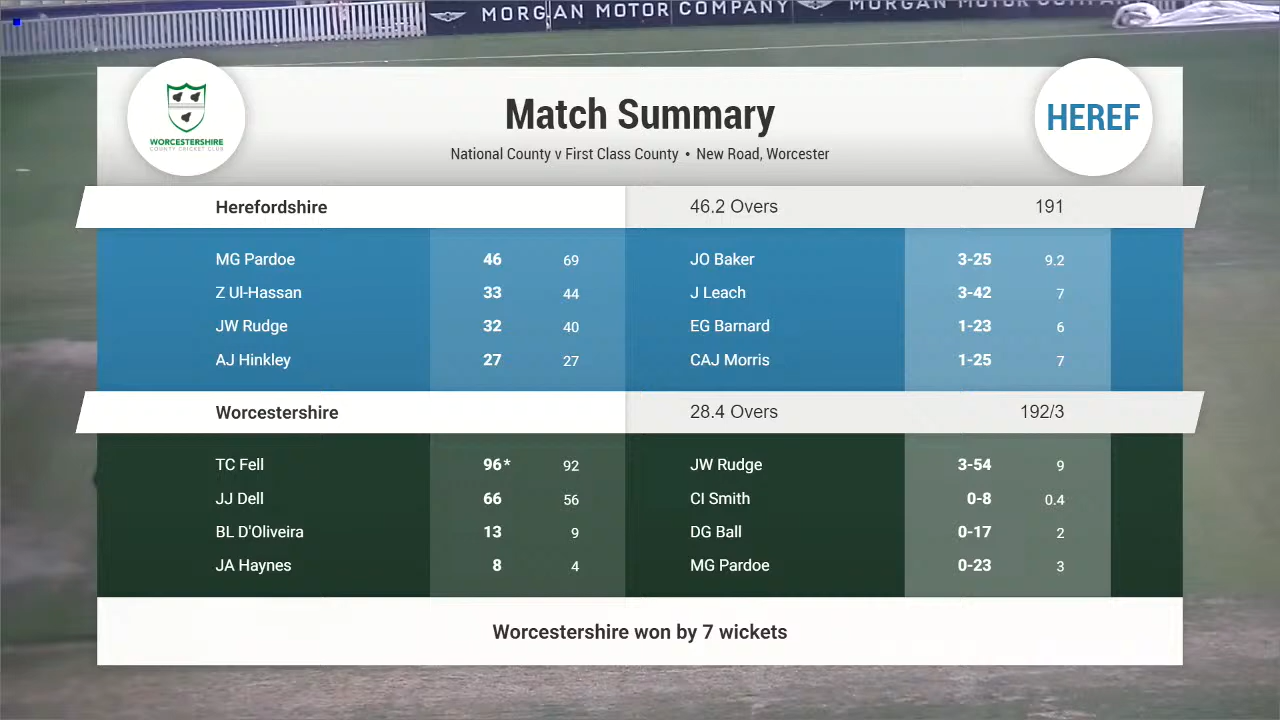 MORGAN MOTOR COMPANY
MORGAN MOTOR COMPANY
WORCESTERSHIRE
COUNTY CRICKET CLUB
Match Summary
National County v First Class County • New Road, Worcester
HEREF
Herefordshire 46.2 Overs 191
MG Pardoe 46 69 JO Baker 3-25 9.2
Z Ul-Hassan 33 44 J Leach 3-42 7
JW Rudge 32 40 EG Barnard 1-23 6
AJ Hinkley 27 27 CAJ Morris 1-25 7
Worcestershire 28.4 Overs 192/3
TC Fell 96* 92 JW Rudge 3-54 9
JJ Dell 66 56 CI Smith 0-8 0.4
BL D'Oliveira 13 9 DG Ball 0-17 2
JA Haynes 8 4 MG Pardoe 0-23 3
Worcestershire won by 7 wickets